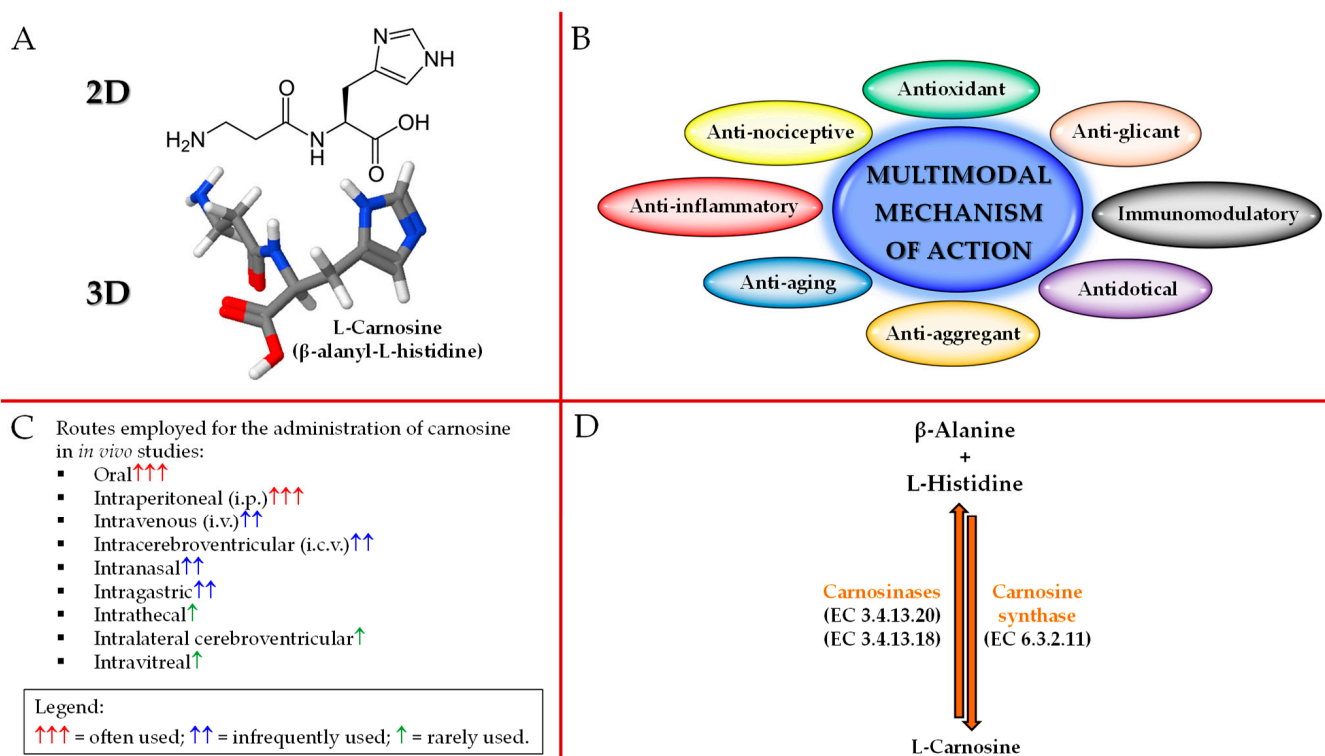 A
2D
N
NH
O
H₂N
N
H
OH
O
3D
L-Carnosine
(β-alanyl-L-histidine)
B
Antioxidant
Anti-nociceptive
Anti-glicant
MULTIMODAL
MECHANISM
OF ACTION
Anti-inflammatory
Immunomodulatory
Anti-aging
Antidotical
Anti-aggregant
C
Routes employed for the administration of carnosine
in in vivo studies:
▪ Oral↑↑↑
▪ Intraperitoneal (i.p.)↑↑↑
▪ Intravenous (i.v.)↑↑
▪ Intracerebroventricular (i.c.v.)↑↑
▪ Intranasal↑↑
▪ Intragastric↑↑
▪ Intrathecal↑
▪ Intralateral cerebroventricular↑
▪ Intravitreal↑
Legend:
↑↑↑ = often used; ↑↑ = infrequently used; ↑ = rarely used.
D
β-Alanine
+
L-Histidine
Carnosinases
(EC 3.4.13.20)
(EC 3.4.13.18)
Carnosine
synthase
(EC 6.3.2.11)
L-Carnosine